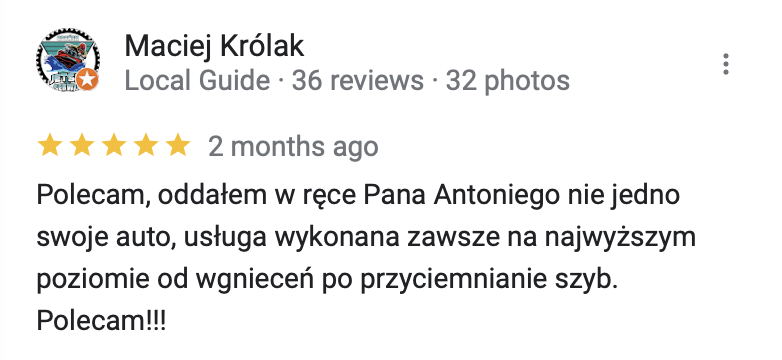 Maciej Królak
Local Guide · 36 reviews · 32 photos
2 months ago
Polecam, oddałem w ręce Pana Antoniego nie jedno
swoje auto, usługa wykonana zawsze na najwyższym
poziomie od wgnieceń po przyciemnianie szyb.
Polecam!!!